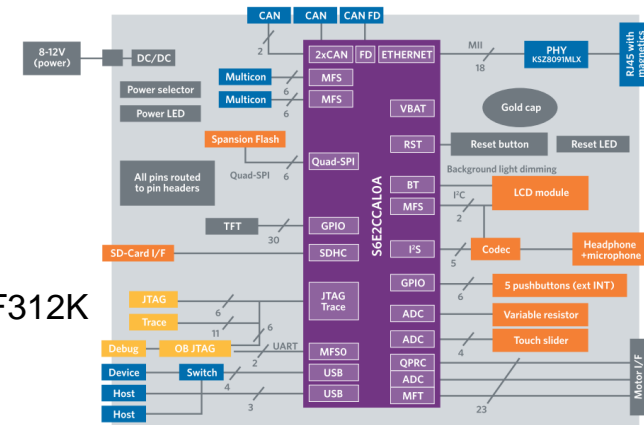 CAN
CAN
CAN FD
8-12V
(power)
DC/DC
2
2xCAN
FD
ETHERNET
MII
18
PHY
KSZ8091MLX
RJ45 with
magnetics
Multicon
6
MFS
Multicon
6
MFS
Power selector
Power LED
VBAT
Gold cap
Spansion Flash
RST
Reset button
Reset LED
Quad-SPI
6
Quad-SPI
All pins routed
to pin headers
Background light dimming
BT
I²C
MFS
2
LCD module
S6E2CCAL0A
TFT
30
GPIO
SD-Card I/F
SDHC
I²S
5
Codec
Headphone
+microphone
GPIO
6
5 pushbuttons (ext INT)
F312K
JTAG
6
Trace
11
6
JTAG
Trace
ADC
Variable resistor
ADC
4
Touch slider
Debug
OB JTAG
2
UART
MFS0
Device
Switch
4
USB
Host
3
USB
Host
QPRC
ADC
MFT
23
Motor I/F